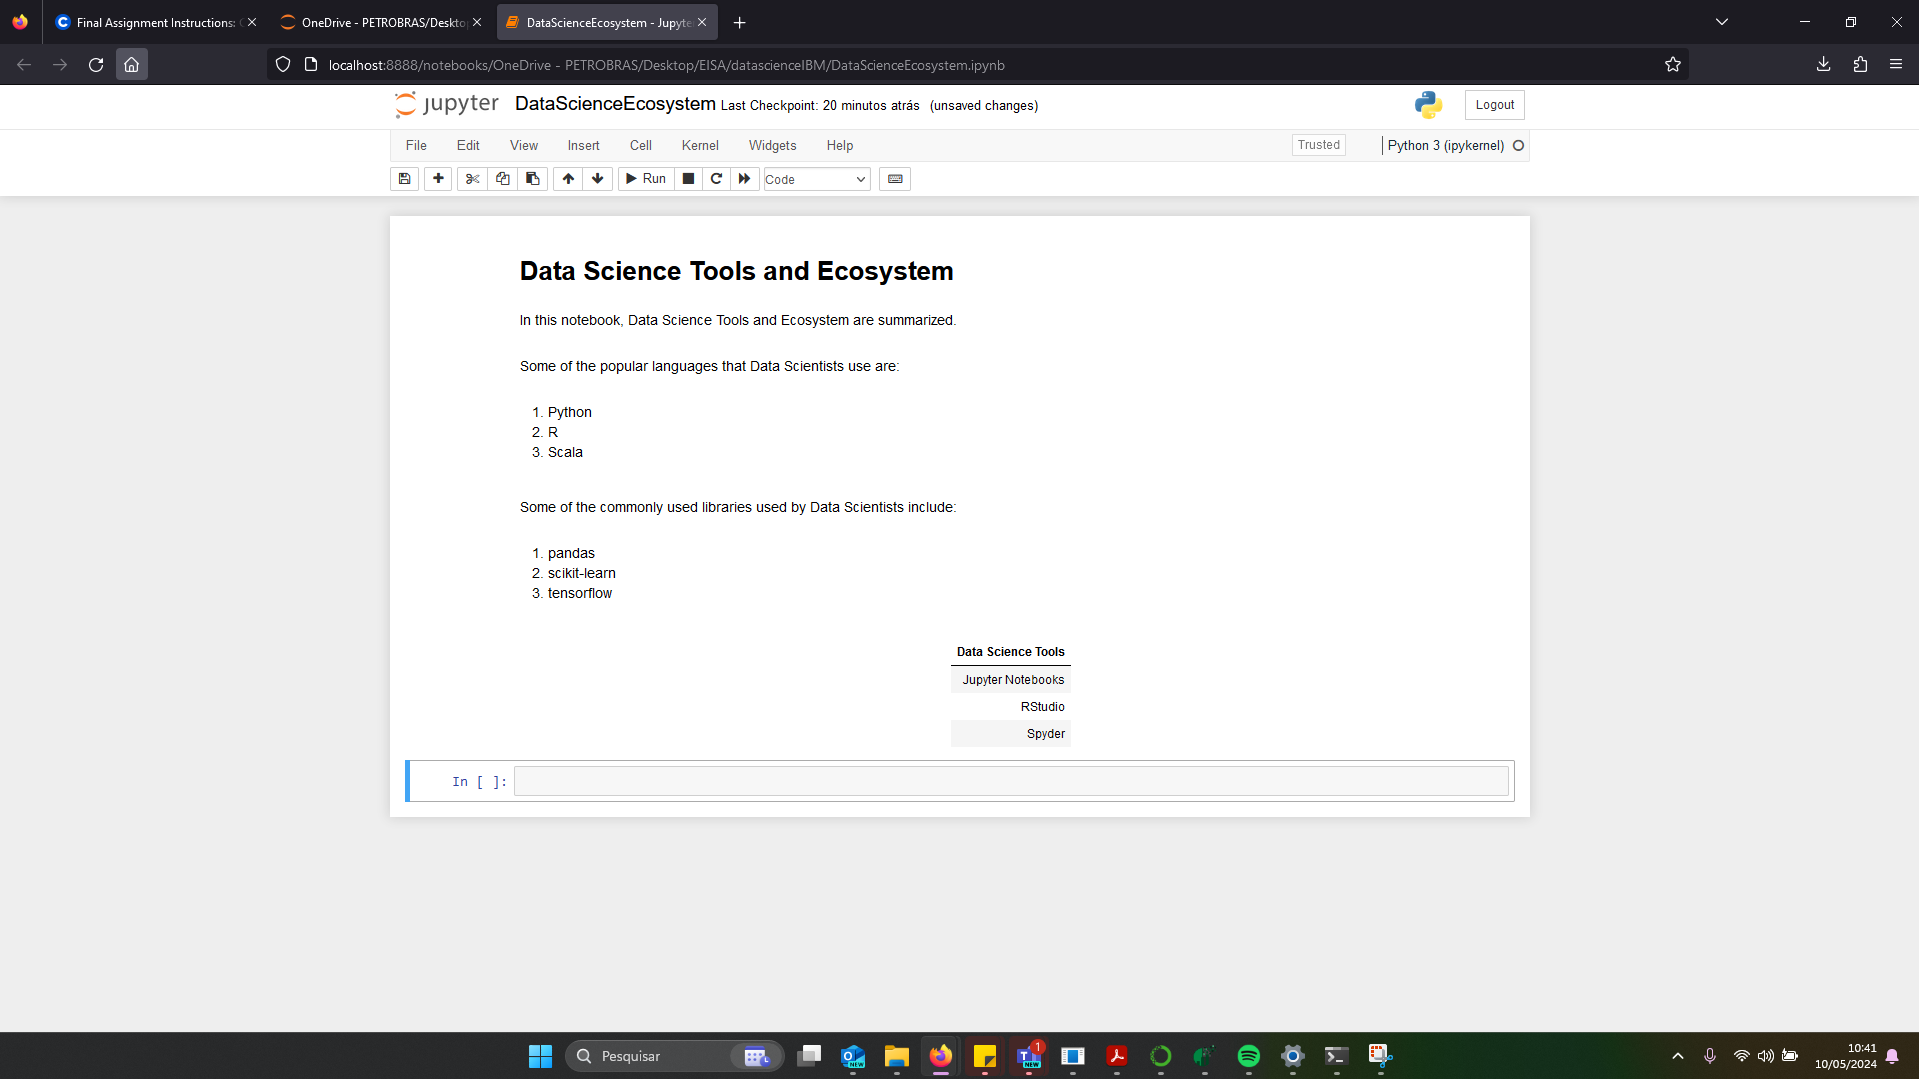 Final Assignment Instructions:
OneDrive - PETROBRAS/Deskto
DataScienceEcosystem - Jupyte
localhost:8888/notebooks/OneDrive - PETROBRAS/Desktop/EISA/datascienceIBM/DataScienceEcosystem.ipynb
jupyter DataScienceEcosystem Last Checkpoint: 20 minutos atrás (unsaved changes)
Logout
File Edit View Insert Cell Kernel Widgets Help
Trusted
Python 3 (ipykernel)
Run
Code
Data Science Tools and Ecosystem
In this notebook, Data Science Tools and Ecosystem are summarized.
Some of the popular languages that Data Scientists use are:
1. Python
2. R
3. Scala
Some of the commonly used libraries used by Data Scientists include:
1. pandas
2. scikit-learn
3. tensorflow
Data Science Tools
Jupyter Notebooks
RStudio
Spyder
In [ ]:
Pesquisar
NEW
NEW
1
10:41
10/05/2024